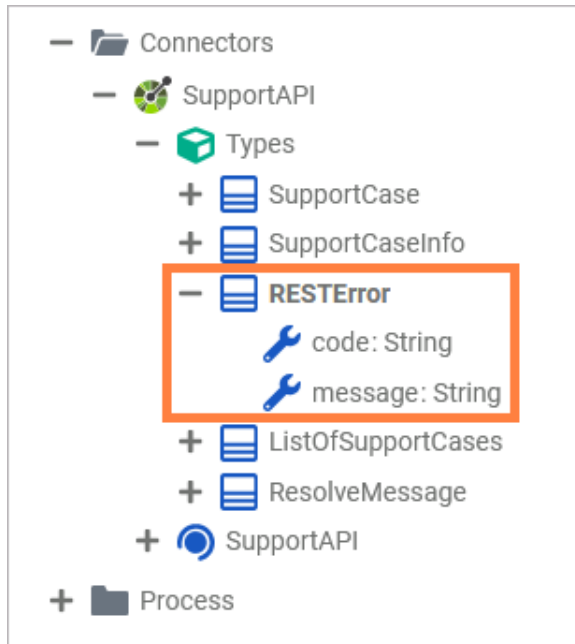 Connectors
SupportAPI
Types
SupportCase
SupportCaseInfo
RESTError
code: String
message: String
ListOfSupportCases
ResolveMessage
SupportAPI
Process